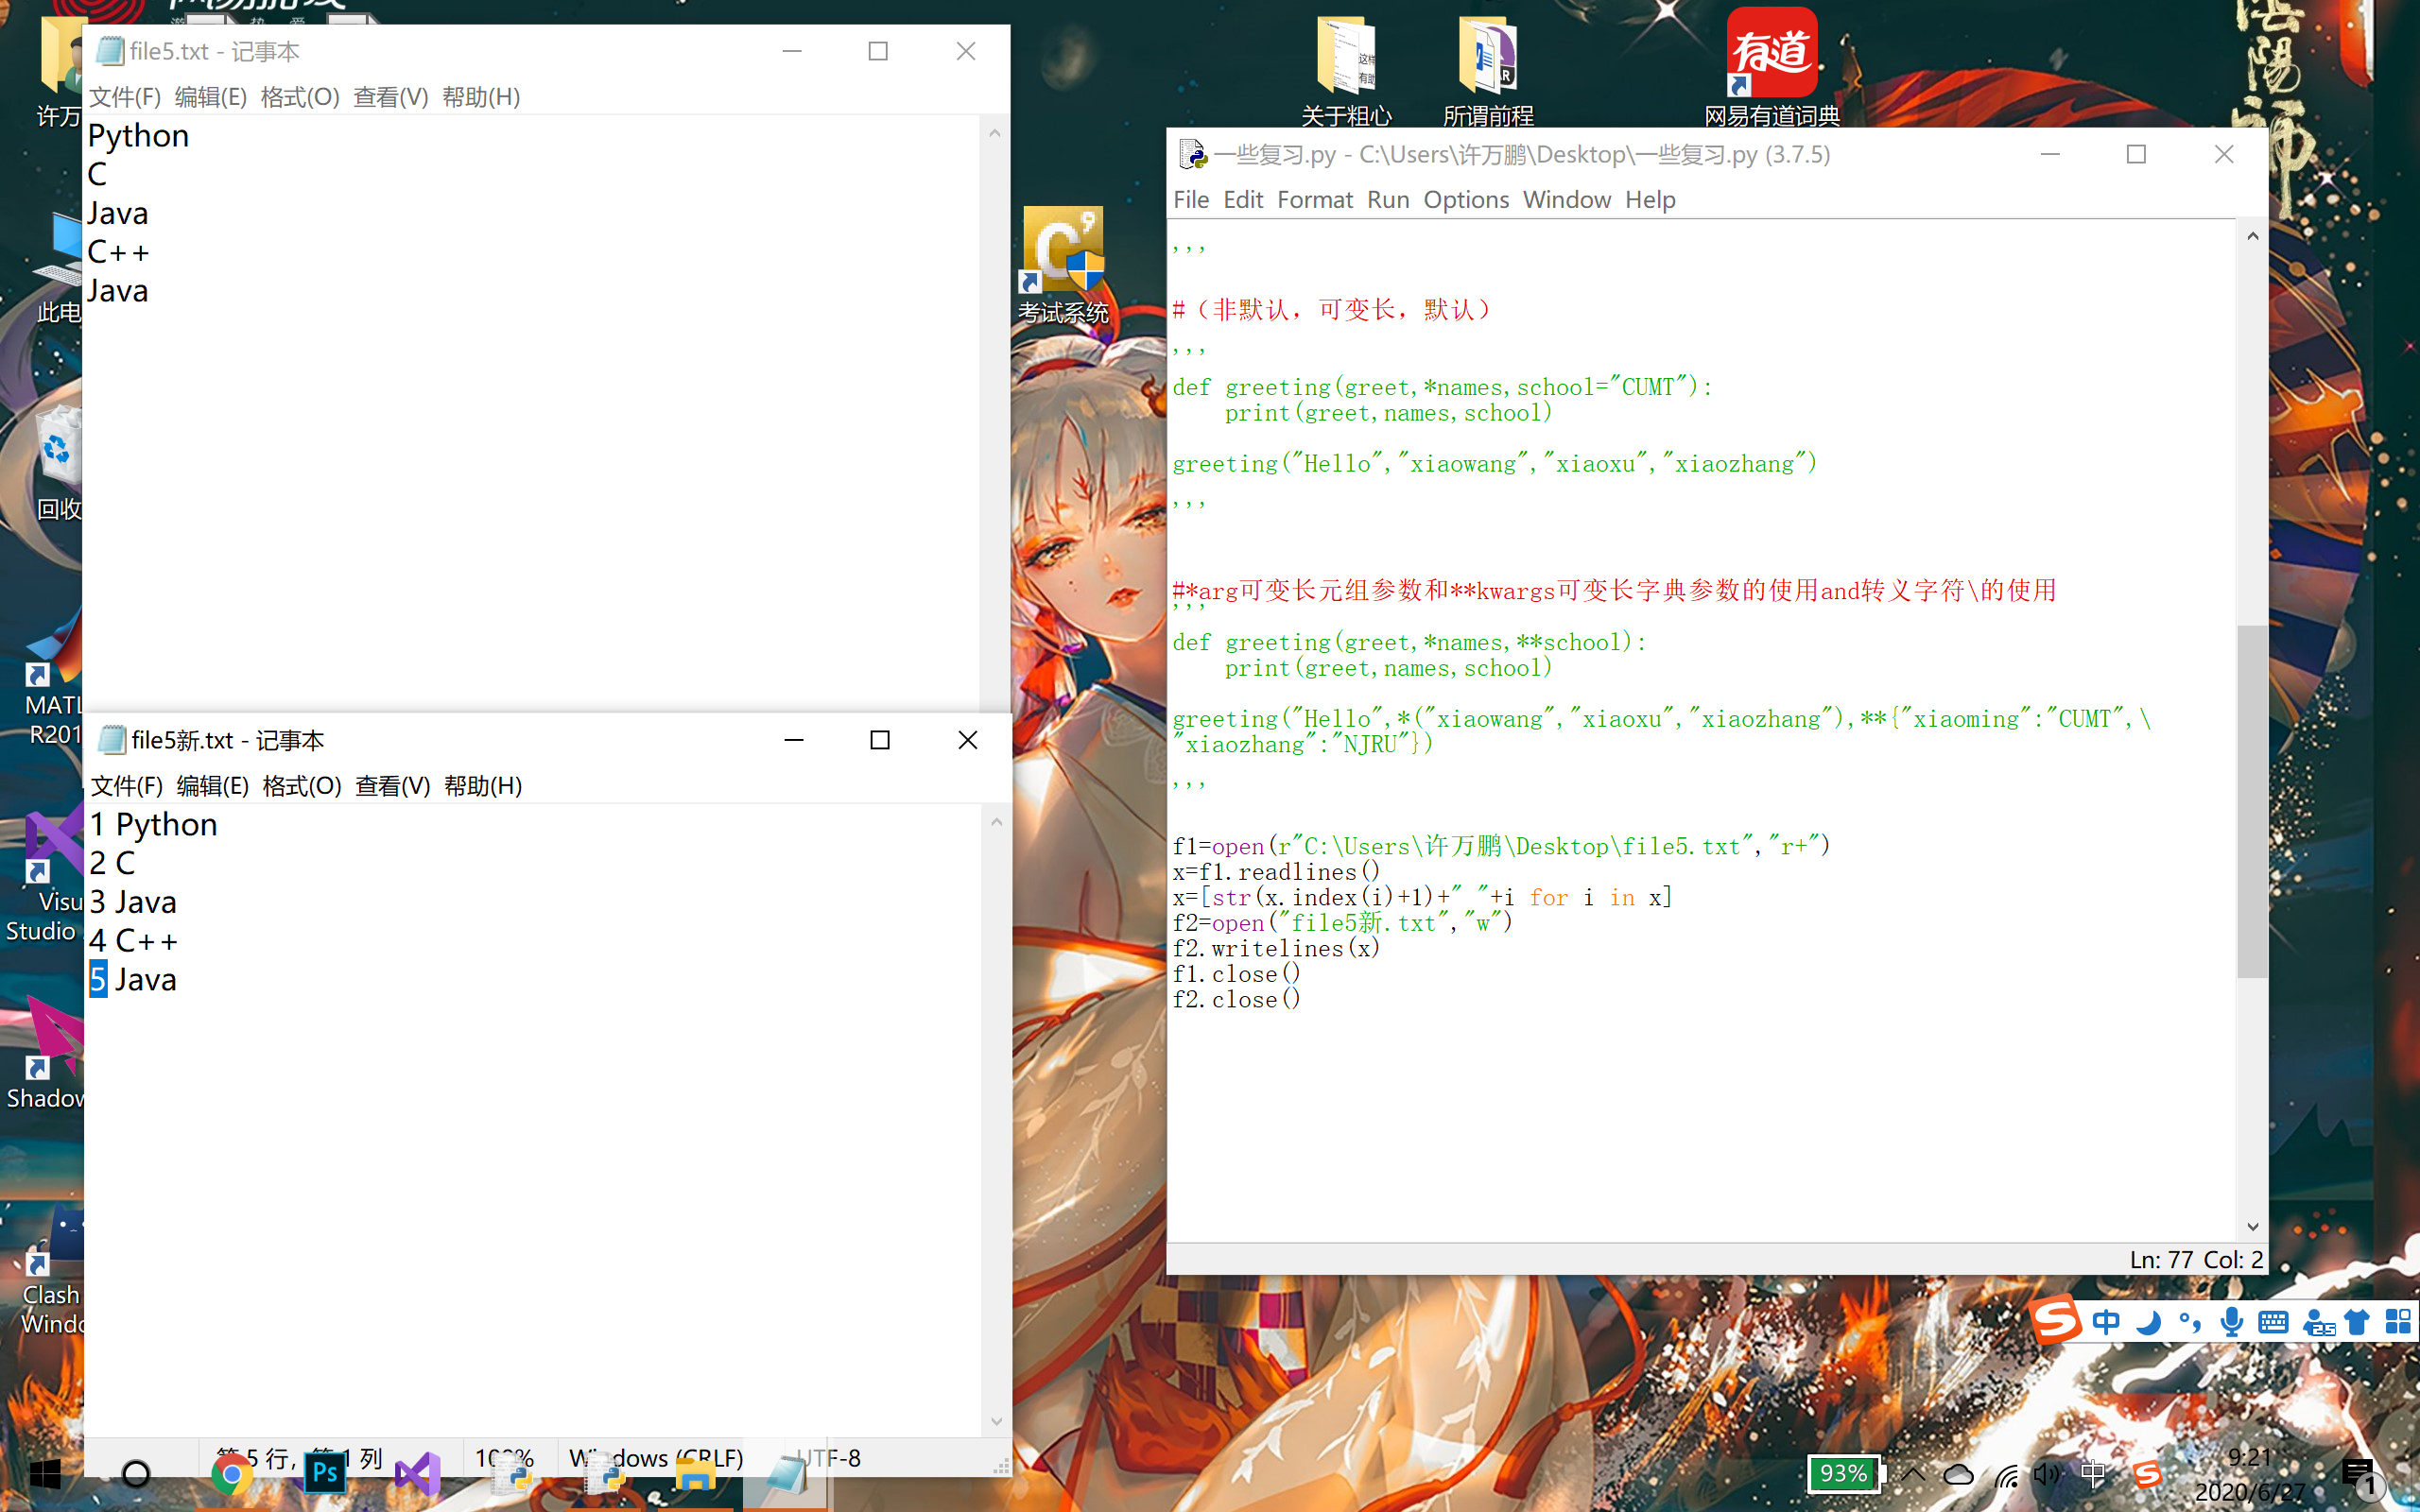 file5.txt - 记事本
文件(F) 编辑(E) 格式(O) 查看(V) 帮助(H)
Python
C
Java
C++
Java
file5新.txt - 记事本
文件(F) 编辑(E) 格式(O) 查看(V) 帮助(H)
1 Python
2 C
3 Java
4 C++
5 Java
100%
UTF-8
许万
此电
回收
MATL
R201
Visu
Studio
Shadow
Clash
Windo
Ps
考试系统
关于粗心
所谓前程
有道
网易有道词典
一些复习.py - C:\Users\许万鹏\Desktop\一些复习.py (3.7.5)
File Edit Format Run Options Window Help
'''
#（非默认，可变长，默认）
'''
def greeting(greet,*names,school="CUMT"):
    print(greet,names,school)
greeting("Hello","xiaowang","xiaoxu","xiaozhang")
'''
#*arg可变长元组参数和**kwargs可变长字典参数的使用and转义字符\的使用
'''
def greeting(greet,*names,**school):
    print(greet,names,school)
greeting("Hello",*("xiaowang","xiaoxu","xiaozhang"),**{"xiaoming":"CUMT",\
"xiaozhang":"NJRU"})
'''
f1=open(r"C:\Users\许万鹏\Desktop\file5.txt","r+")
x=f1.readlines()
x=[str(x.index(i)+1)+" "+i for i in x]
f2=open("file5新.txt","w")
f2.writelines(x)
f1.close()
f2.close()
Ln: 77 Col: 2
中
93%
中
9:21
2020/6/27
1